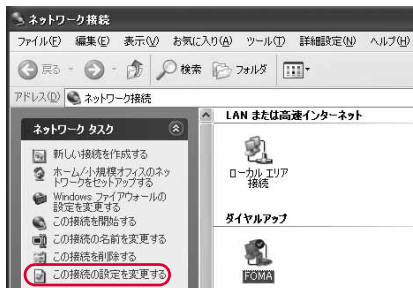 ネットワーク接続
ファイル(F) 編集(E) 表示(V) お気に入り(A) ツール(T) 詳細設定(N) ヘルプ(H)
戻る 検索 フォルダ
アドレス(D) ネットワーク接続
ネットワーク タスク
新しい接続を作成する
ホーム/小規模オフィスのネッ
トワークをセットアップする
Windows ファイアウォールの
設定を変更する
この接続を開始する
この接続の名前を変更する
この接続を削除する
この接続の設定を変更する
LAN または高速インターネット
ローカル エリア
接続
ダイヤルアップ
FOMA